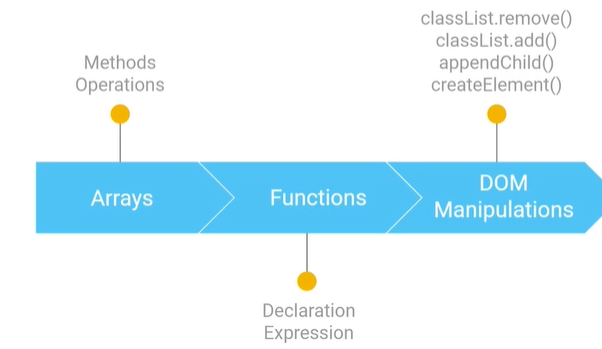 classList.remove()
classList.add()
appendChild()
createElement()
Methods
Operations
Arrays
Functions
DOM
Manipulations
Declaration
Expression